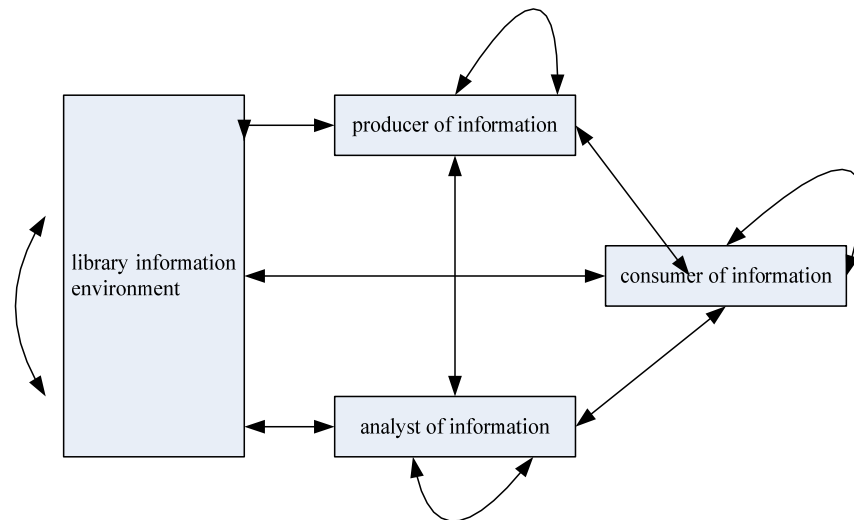 producer of information
library information
environment
consumer of information
analyst of information